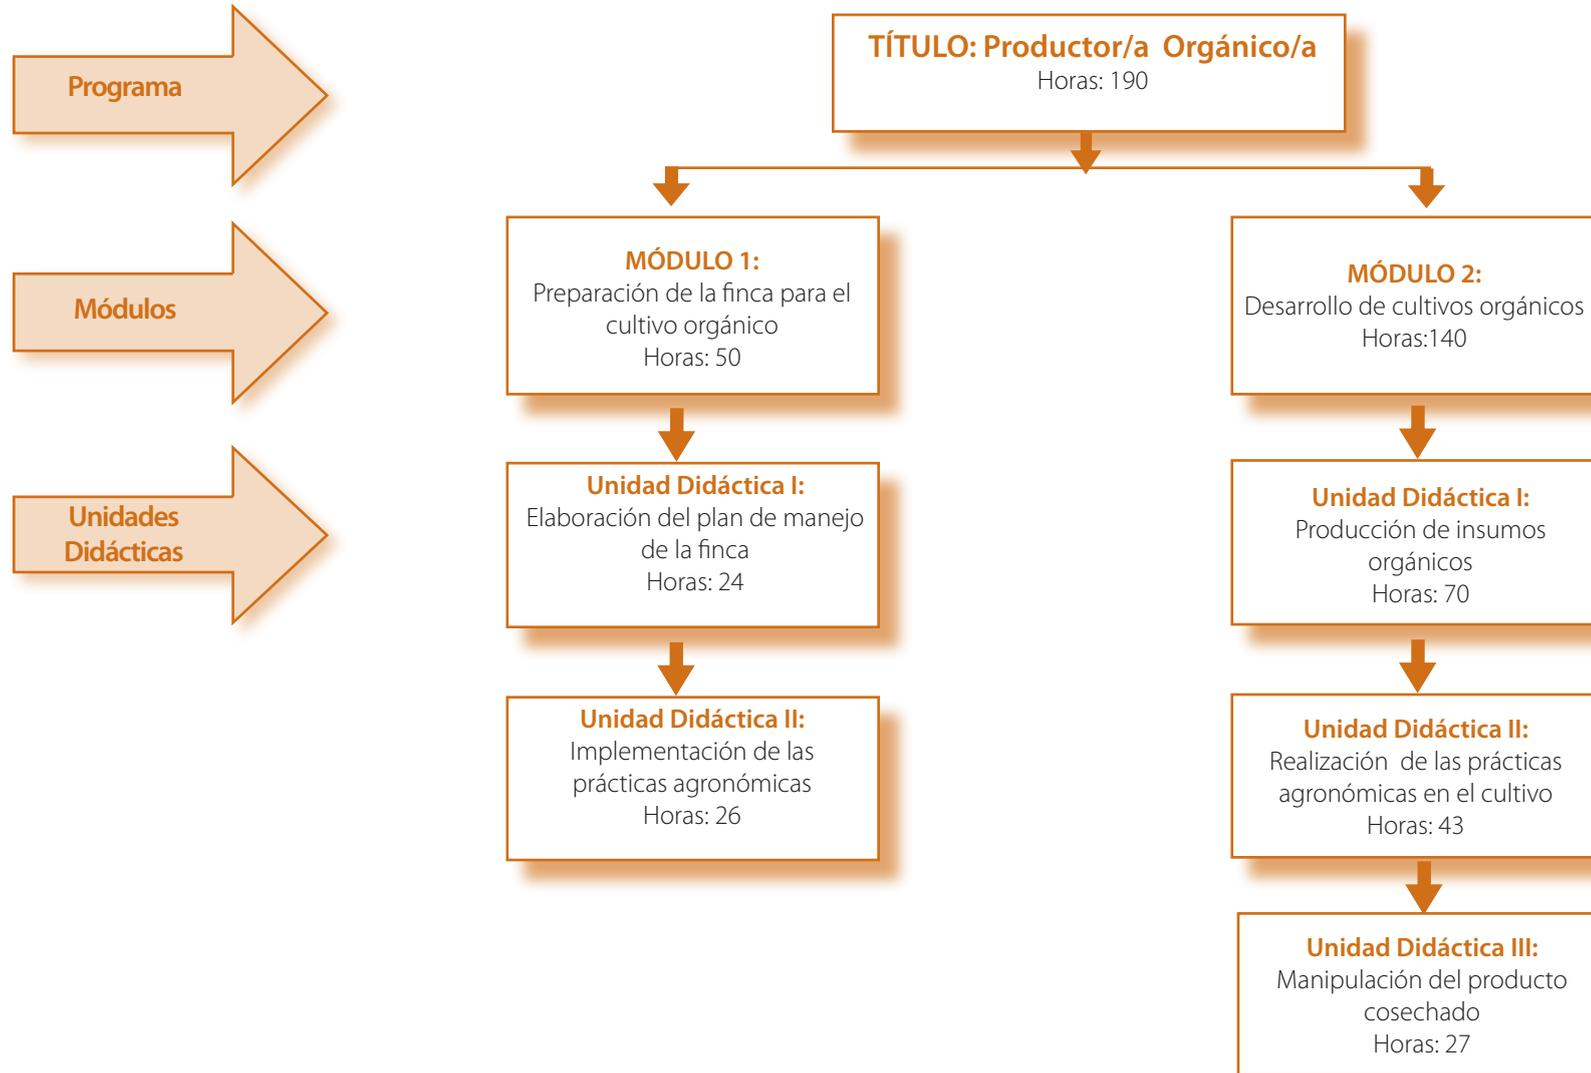 Programa
TÍTULO: Productor/a Orgánico/a
Horas: 190
Módulos
MÓDULO 1:
Preparación de la finca para el
cultivo orgánico
Horas: 50
MÓDULO 2:
Desarrollo de cultivos orgánicos
Horas:140
Unidades
Didácticas
Unidad Didáctica I:
Elaboración del plan de manejo
de la finca
Horas: 24
Unidad Didáctica I:
Producción de insumos
orgánicos
Horas: 70
Unidad Didáctica II:
Implementación de las
prácticas agronómicas
Horas: 26
Unidad Didáctica II:
Realización de las prácticas
agronómicas en el cultivo
Horas: 43
Unidad Didáctica III:
Manipulación del producto
cosechado
Horas: 27